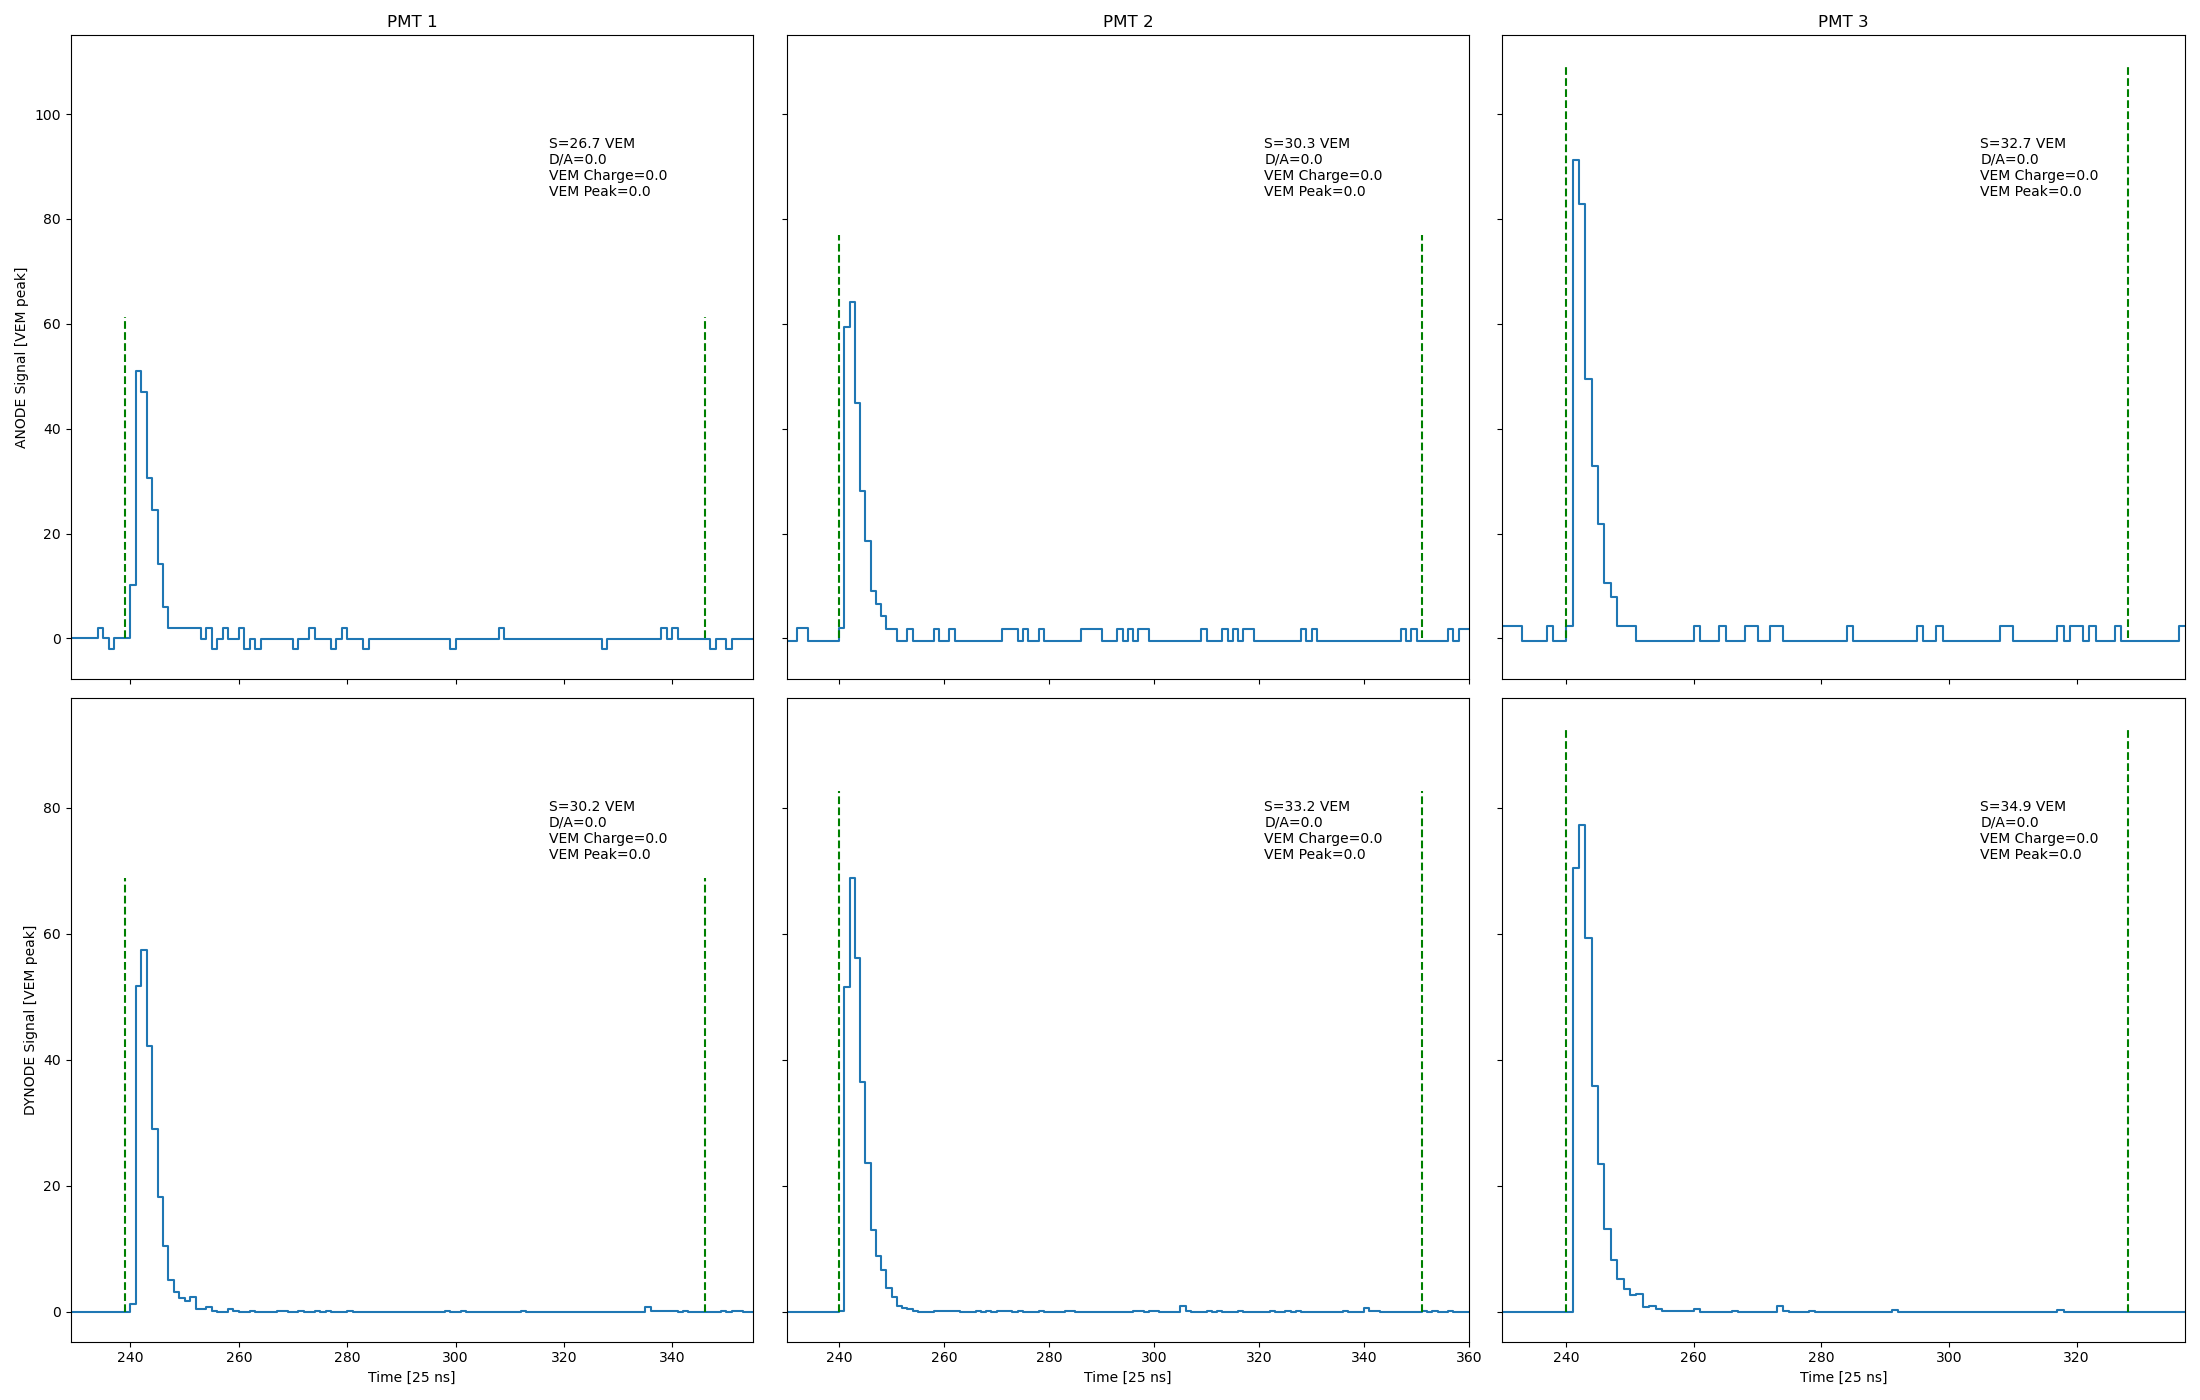 PMT 1
PMT 2
PMT 3
ANODE Signal [VEM peak]
100
80
60
40
20
0
S=26.7 VEM
D/A=0.0
VEM Charge=0.0
VEM Peak=0.0
S=30.3 VEM
D/A=0.0
VEM Charge=0.0
VEM Peak=0.0
S=32.7 VEM
D/A=0.0
VEM Charge=0.0
VEM Peak=0.0
DYNODE Signal [VEM peak]
80
60
40
20
0
S=30.2 VEM
D/A=0.0
VEM Charge=0.0
VEM Peak=0.0
S=33.2 VEM
D/A=0.0
VEM Charge=0.0
VEM Peak=0.0
S=34.9 VEM
D/A=0.0
VEM Charge=0.0
VEM Peak=0.0
240 260 280 300 320 340
Time [25 ns]
240 260 280 300 320 340 360
Time [25 ns]
240 260 280 300 320
Time [25 ns]